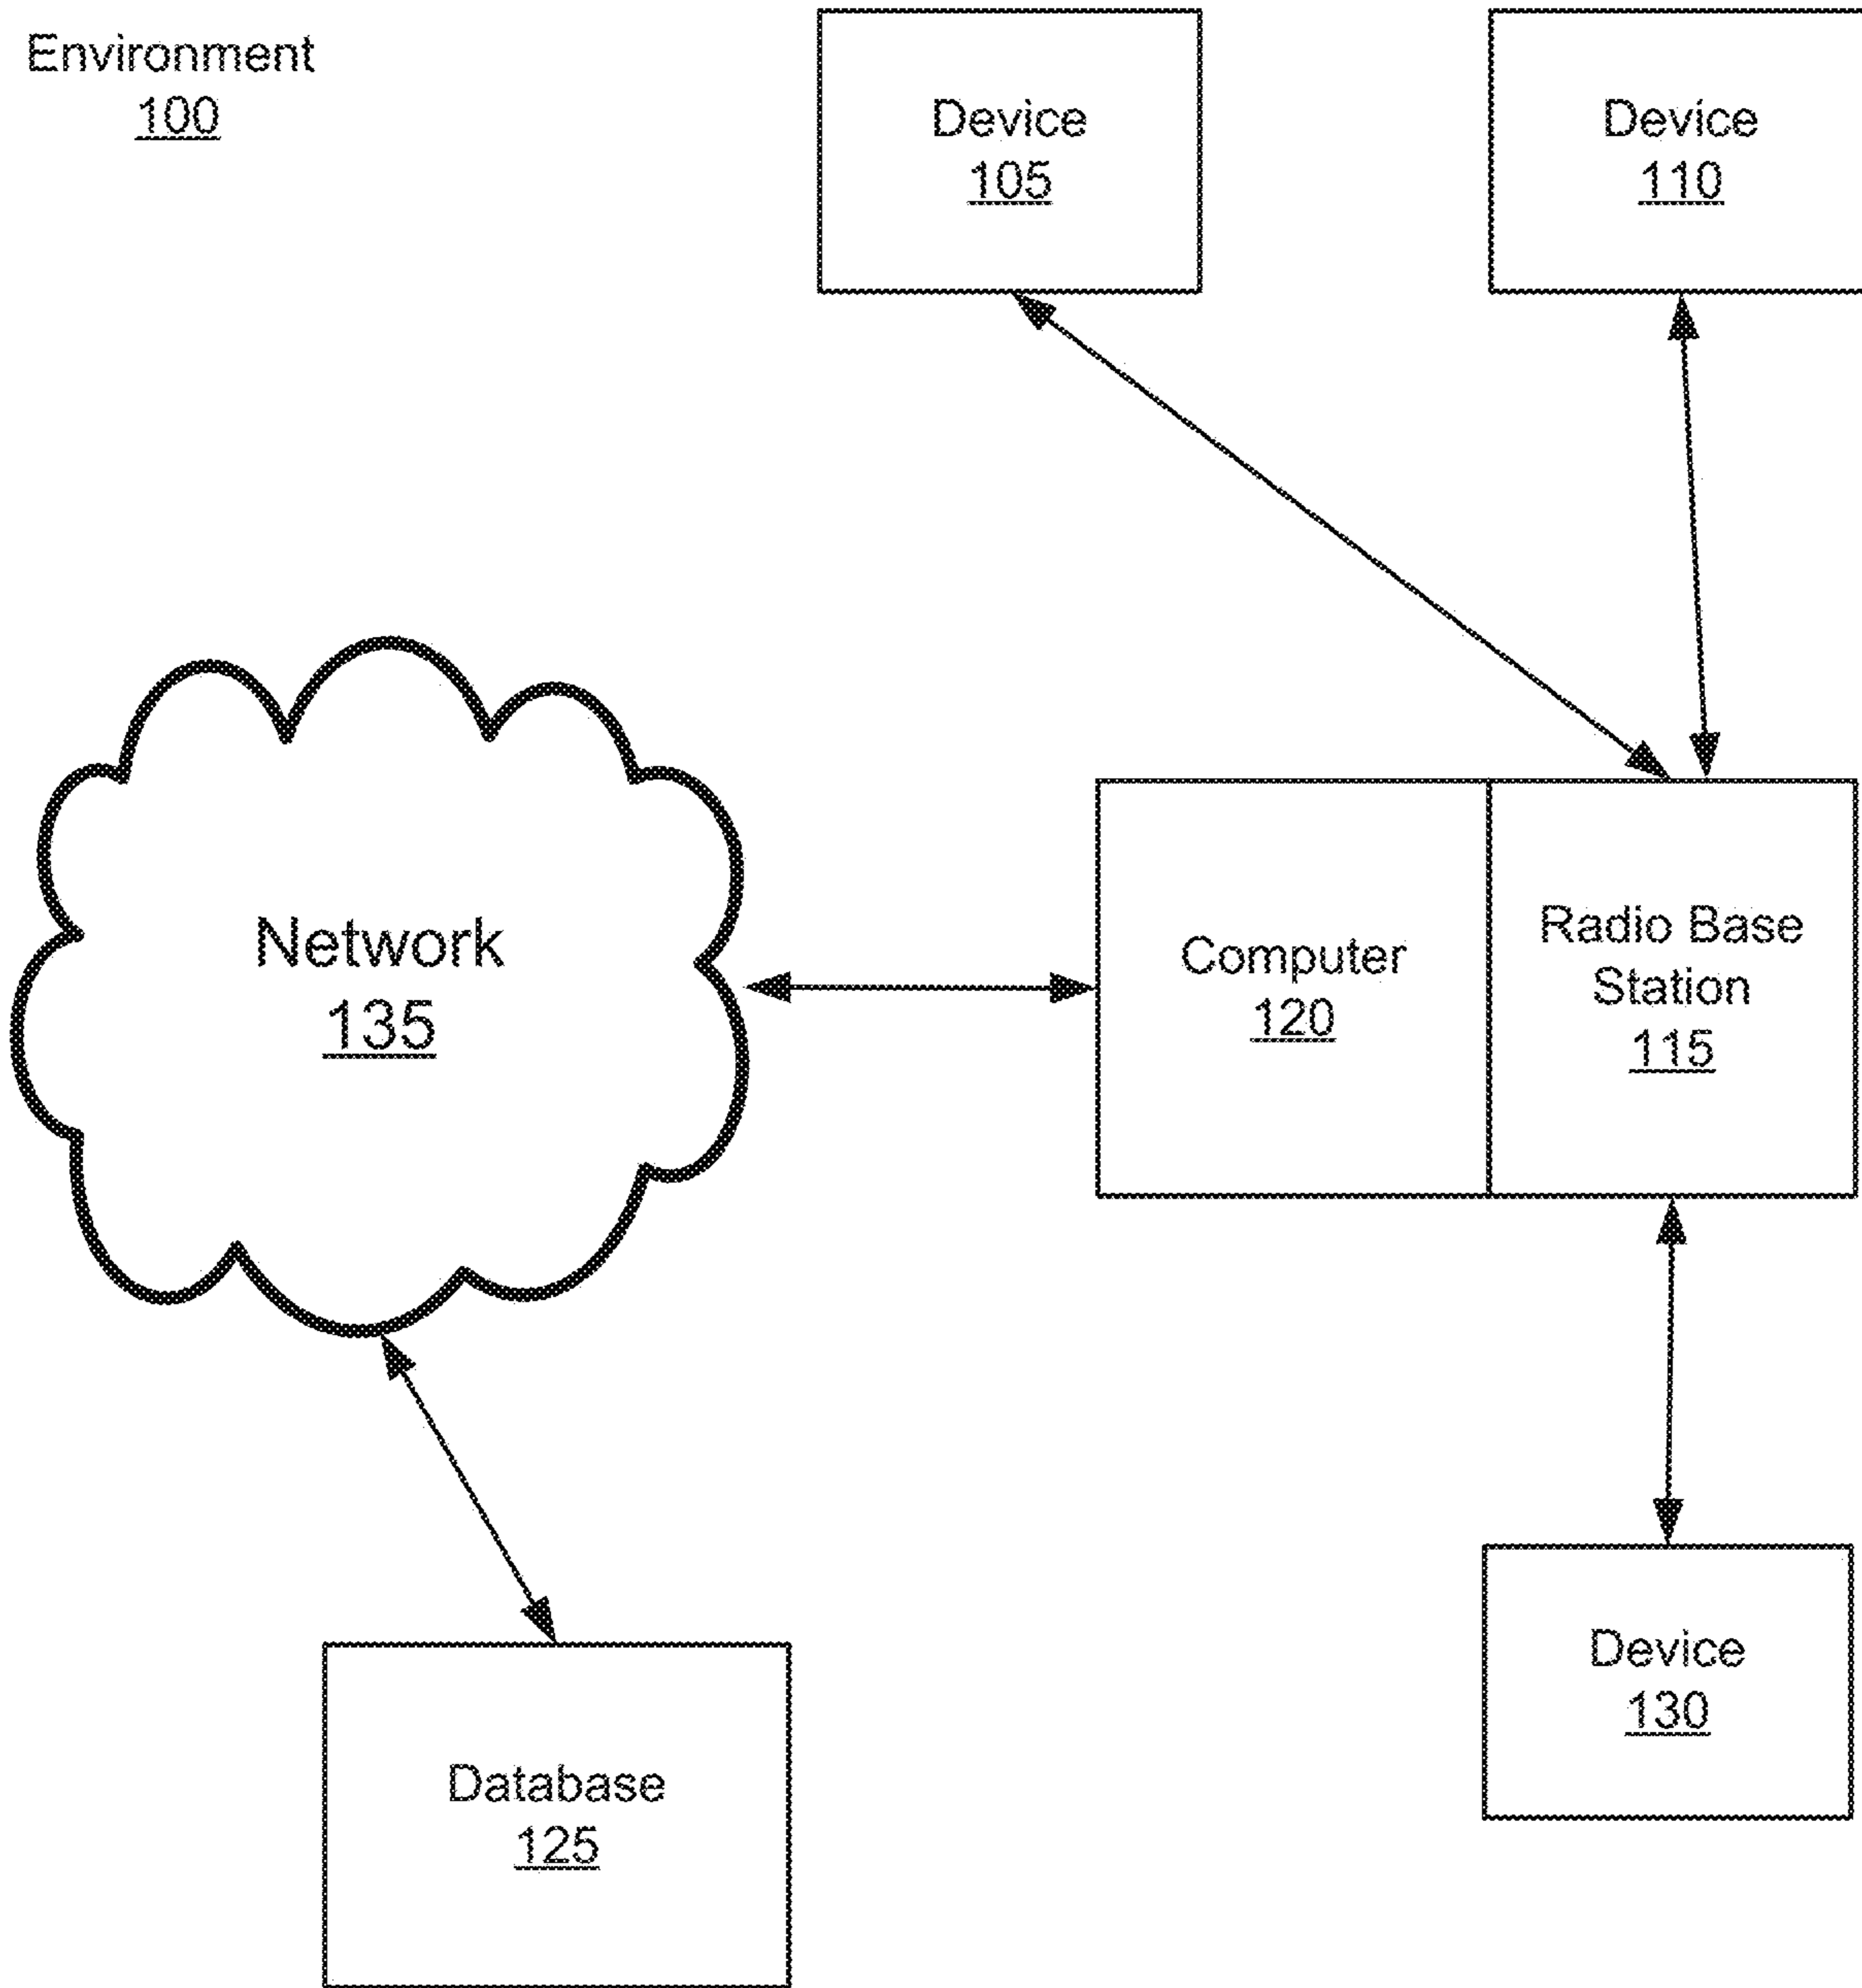 Environment
100
Device
105
Device
110
Network
135
Computer
120
Radio Base
Station
115
Database
125
Device
130